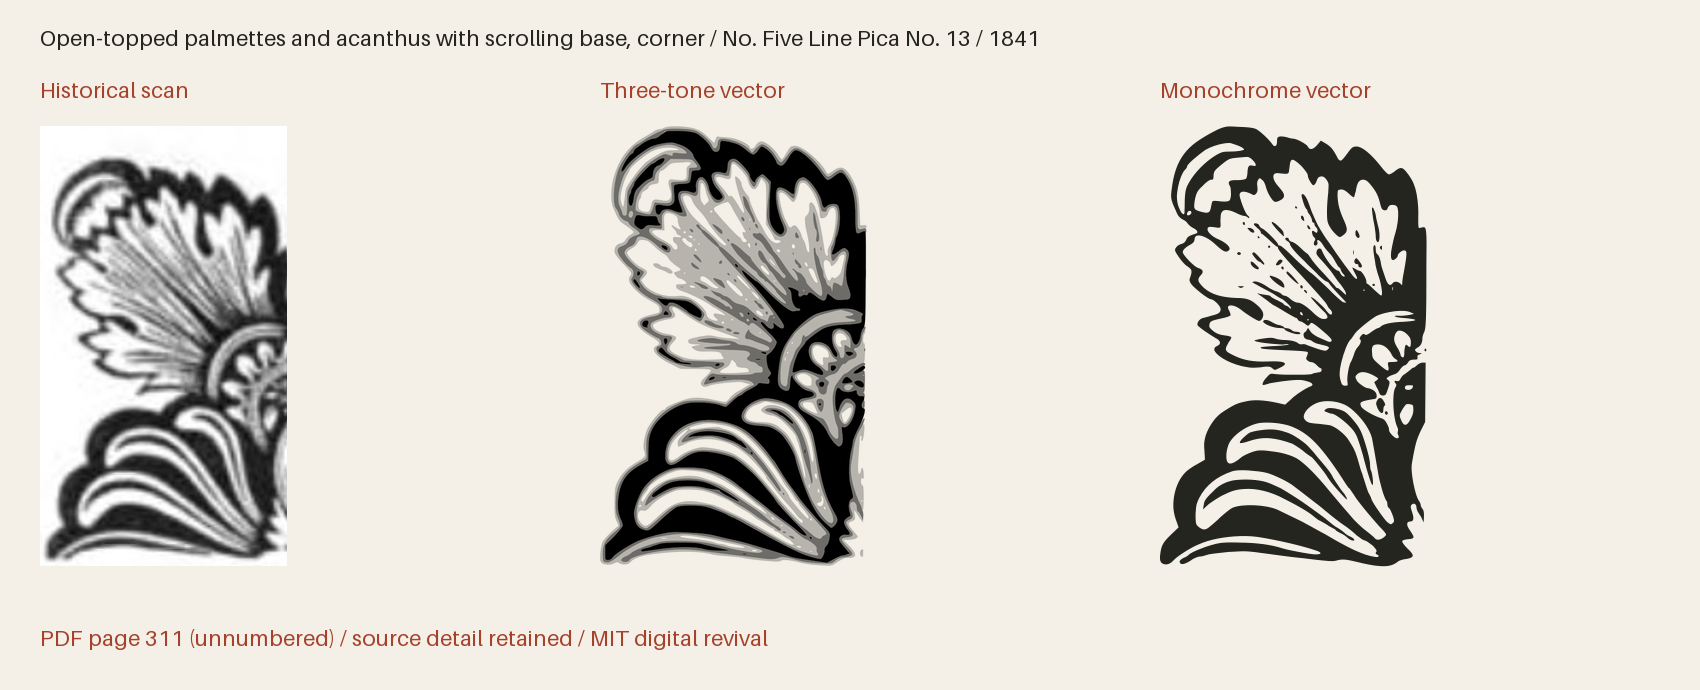 Open-topped palmettes and acanthus with scrolling base, corner / No. Five Line Pica No. 13 / 1841
Historical scan
Three-tone vector
Monochrome vector
PDF page 311 (unnumbered) / source detail retained / MIT digital revival